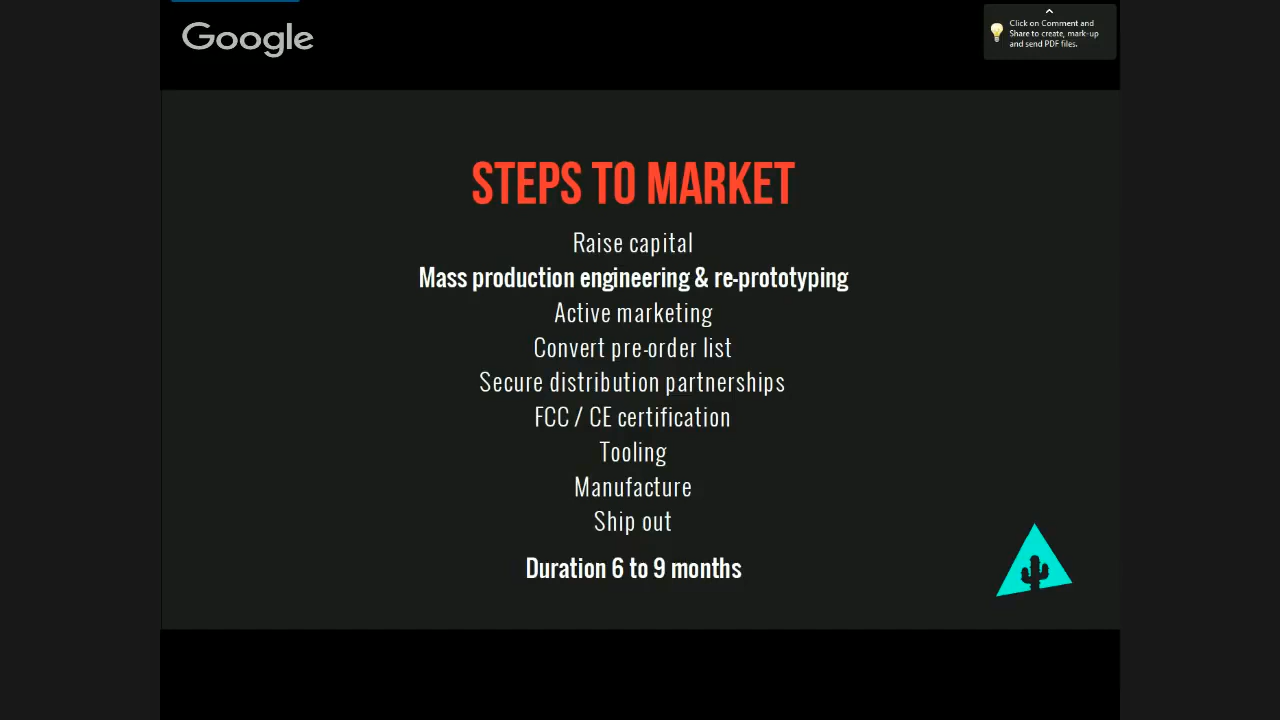 Google
Click on Comment and
Share to create, mark-up
and send PDF files.
STEPS TO MARKET
Raise capital
Mass production engineering & re-prototyping
Active marketing
Convert pre-order list
Secure distribution partnerships
FCC / CE certification
Tooling
Manufacture
Ship out
Duration 6 to 9 months